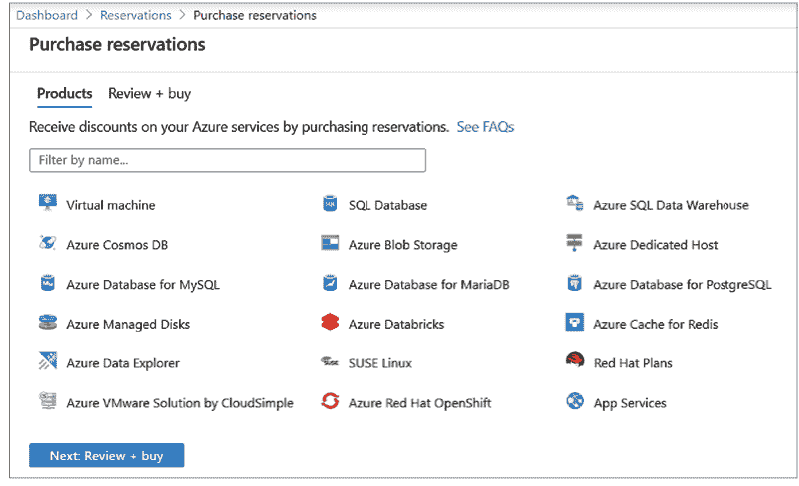 Dashboard > Reservations > Purchase reservations
Purchase reservations
Products Review + buy
Receive discounts on your Azure services by purchasing reservations. See FAQs
Filter by name...
Virtual machine SQL Database Azure SQL Data Warehouse
Azure Cosmos DB Azure Blob Storage Azure Dedicated Host
Azure Database for MySQL Azure Database for MariaDB Azure Database for PostgreSQL
Azure Managed Disks Azure Databricks Azure Cache for Redis
Azure Data Explorer SUSE Linux Red Hat Plans
Azure VMware Solution by CloudSimple Azure Red Hat OpenShift App Services
Next: Review + buy